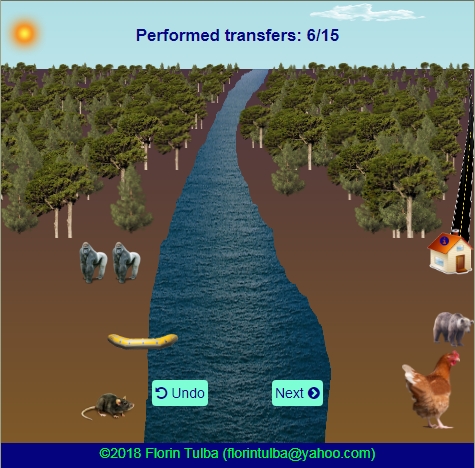 Performed transfers: 6/15
Undo
Next
©2018 Florin Tulba (florintulba@yahoo.com)